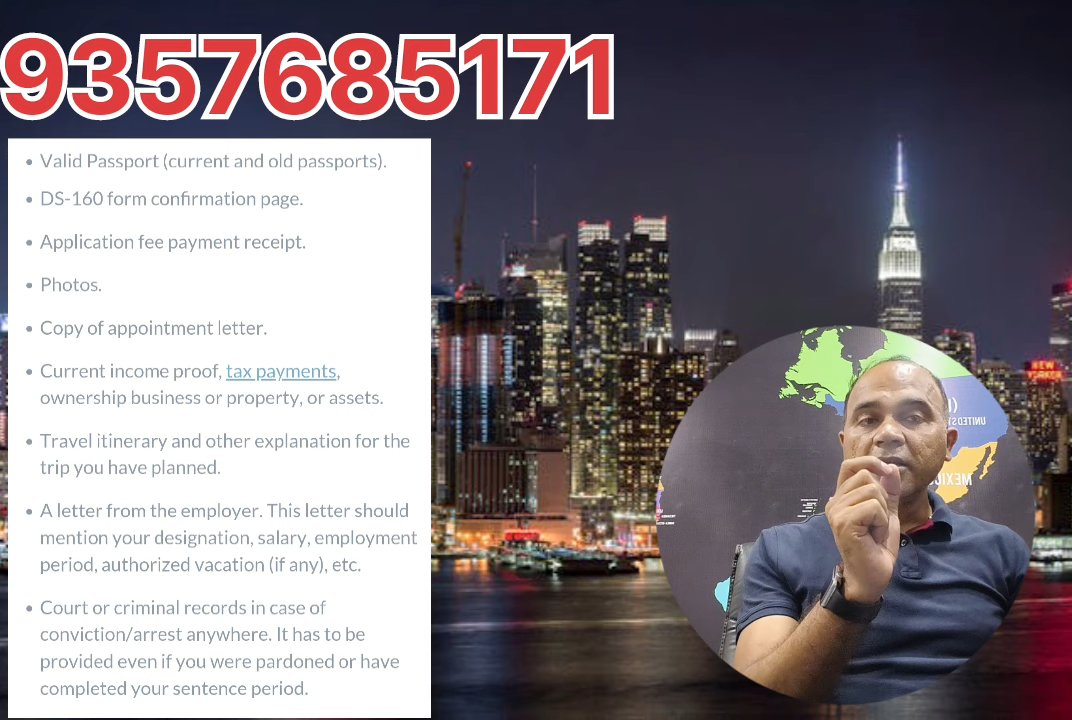 9357685171
• Valid Passport (current and old passports).
• DS-160 form confirmation page.
• Application fee payment receipt.
• Photos.
• Copy of appointment letter.
• Current income proof, tax payments,
ownership business or property, or assets.
• Travel itinerary and other explanation for the
trip you have planned.
• A letter from the employer. This letter should
mention your designation, salary, employment
period, authorized vacation (if any), etc.
• Court or criminal records in case of
conviction/arrest anywhere. It has to be
provided even if you were pardoned or have
completed your sentence period.
NEW
YORKER